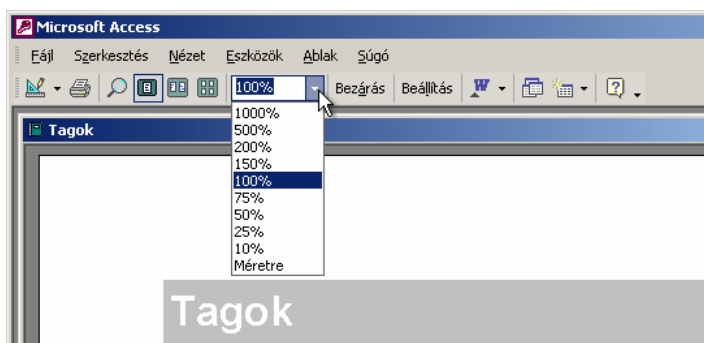 Microsoft Access
Fájl Szerkesztés Nézet Eszközök Ablak Súgó
100% Bezárás Beállítás
1000%
Tagok
500%
200%
150%
100%
75%
50%
25%
10%
Méretre
Tagok